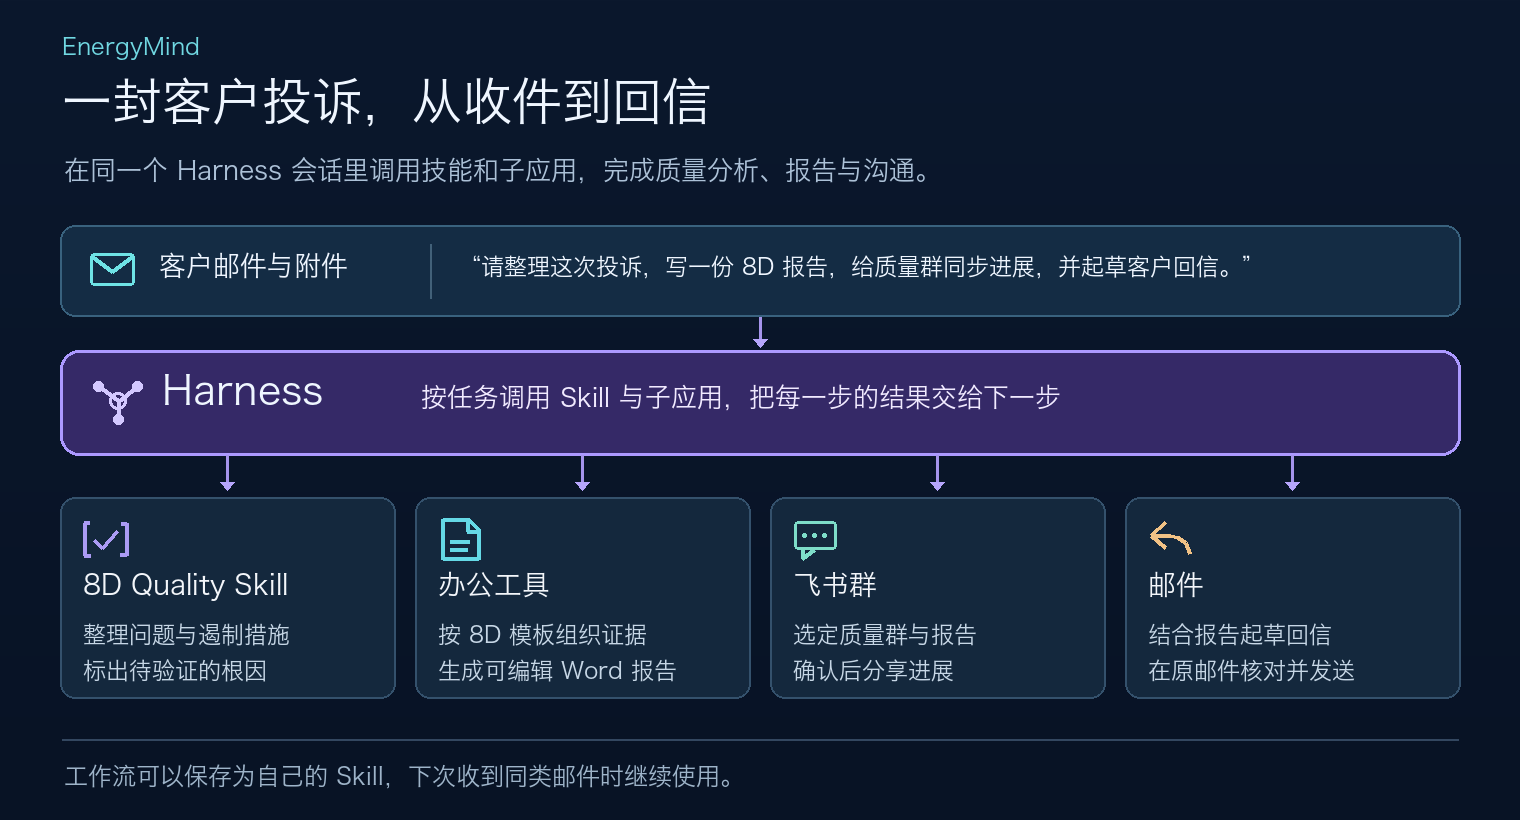 EnergyMind
一封客户投诉，从收件到回信
在同一个 Harness 会话里调用技能和子应用，完成质量分析、报告与沟通。
客户邮件与附件
“请整理这次投诉，写一份 8D 报告，给质量群同步进展，并起草客户回信。”
Harness
按任务调用 Skill 与子应用，把每一步的结果交给下一步
8D Quality Skill
整理问题与遏制措施
标出待验证的根因
办公工具
按 8D 模板组织证据
生成可编辑 Word 报告
飞书群
选定质量群与报告
确认后分享进展
邮件
结合报告起草回信
在原邮件核对并发送
工作流可以保存为自己的 Skill，下次收到同类邮件时继续使用。